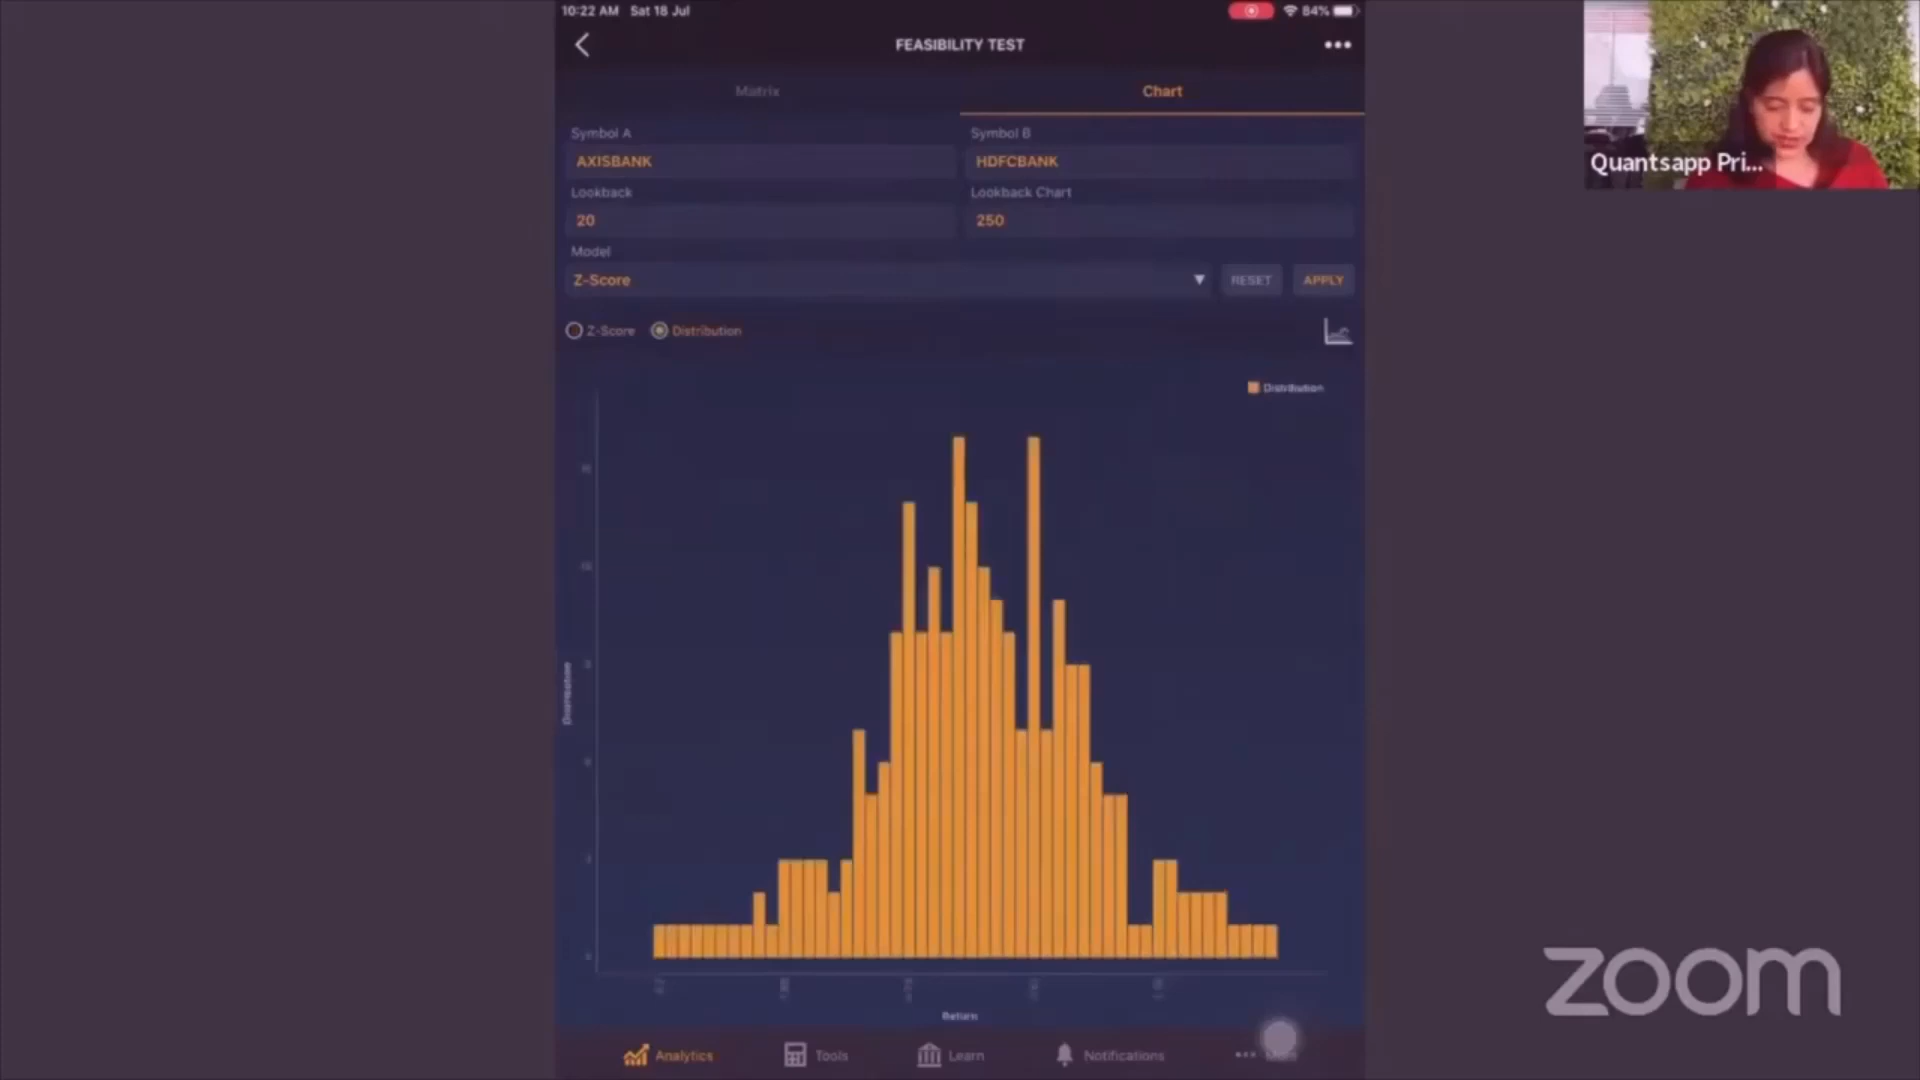 10:22 AM Sat 18 Jul
84%
FEASIBILITY TEST
Matrix
Chart
Symbol A
Symbol B
AXISBANK
HDFCBANK
Lookback
Lookback Chart
20
250
Model
Z-Score
RESET
APPLY
Z-Score
Distribution
Distribution
Distribution
Return
Analytics
Tools
Learn
Notifications
Quantsapp Pri...
zoom